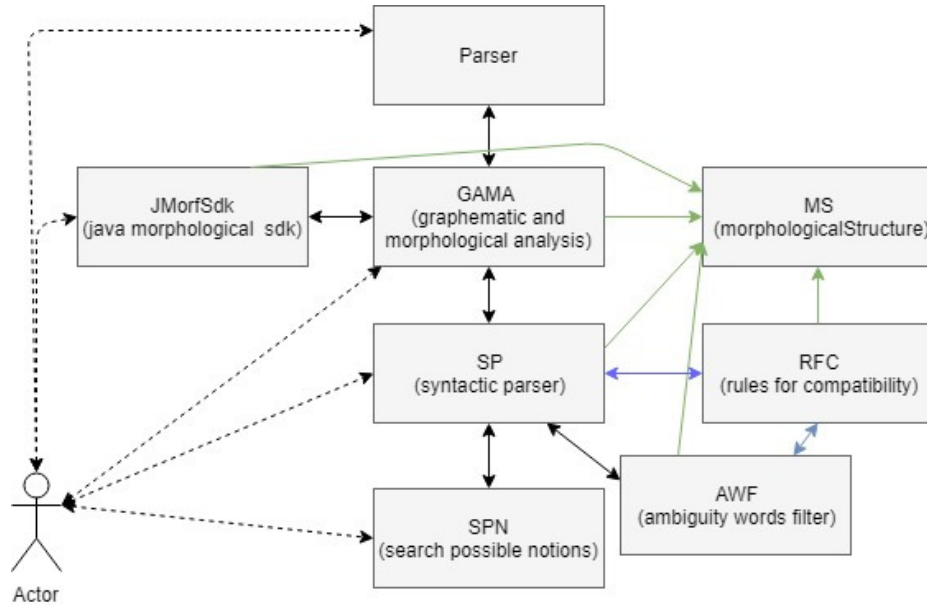 Parser
JMorfSdk
(java morphological sdk)
GAMA
(graphematic and
morphological analysis)
MS
(morphologicalStructure)
SP
(syntactic parser)
RFC
(rules for compatibility)
AWF
(ambiguity words filter)
SPN
(search possible notions)
Actor